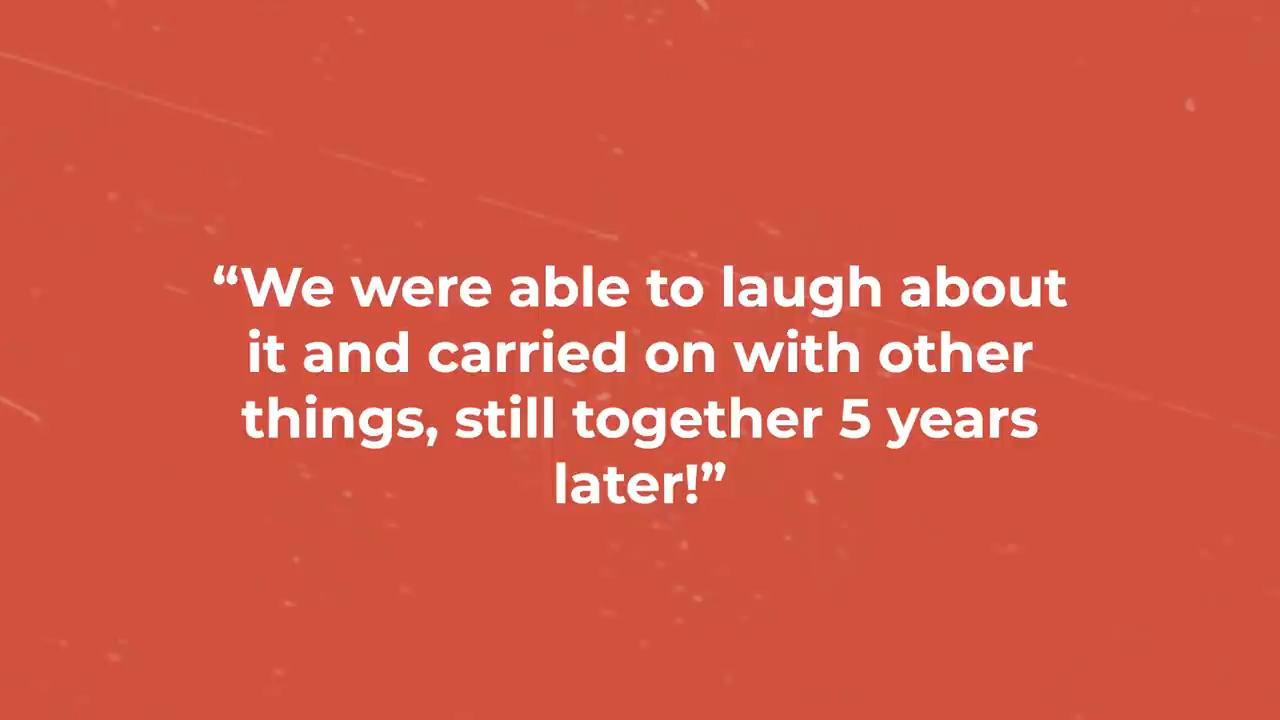 “We were able to laugh about
it and carried on with other
things, still together 5 years
later!”